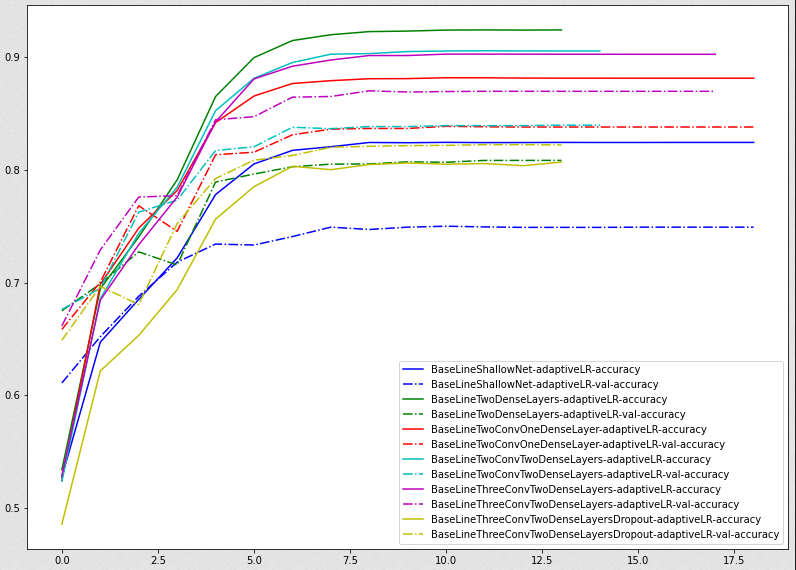 0.9
0.8
0.7
0.6
0.5
BaseLineShallowNet-adaptiveLR-accuracy
BaseLineShallowNet-adaptiveLR-val-accuracy
BaseLineTwoDenseLayers-adaptiveLR-accuracy
BaseLineTwoDenseLayers-adaptiveLR-val-accuracy
BaseLineTwoConvOneDenseLayer-adaptiveLR-accuracy
BaseLineTwoConvOneDenseLayer-adaptiveLR-val-accuracy
BaseLineTwoConvTwoDenseLayers-adaptiveLR-accuracy
BaseLineTwoConvTwoDenseLayers-adaptiveLR-val-accuracy
BaseLineThreeConvTwoDenseLayers-adaptiveLR-accuracy
BaseLineThreeConvTwoDenseLayers-adaptiveLR-val-accuracy
BaseLineThreeConvTwoDenseLayersDropout-adaptiveLR-accuracy
BaseLineThreeConvTwoDenseLayersDropout-adaptiveLR-val-accuracy
0.0 2.5 5.0 7.5 10.0 12.5 15.0 17.5